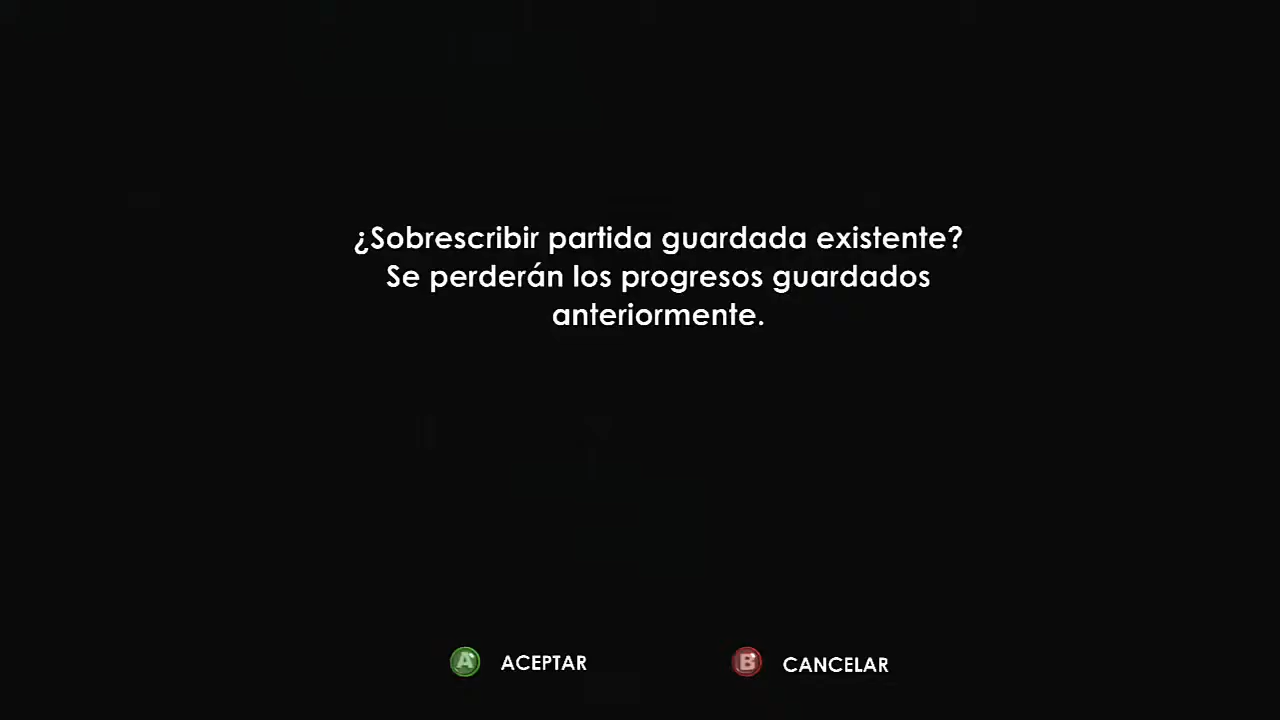 ¿Sobrescribir partida guardada existente?
Se perderán los progresos guardados
anteriormente.
A ACEPTAR B CANCELAR